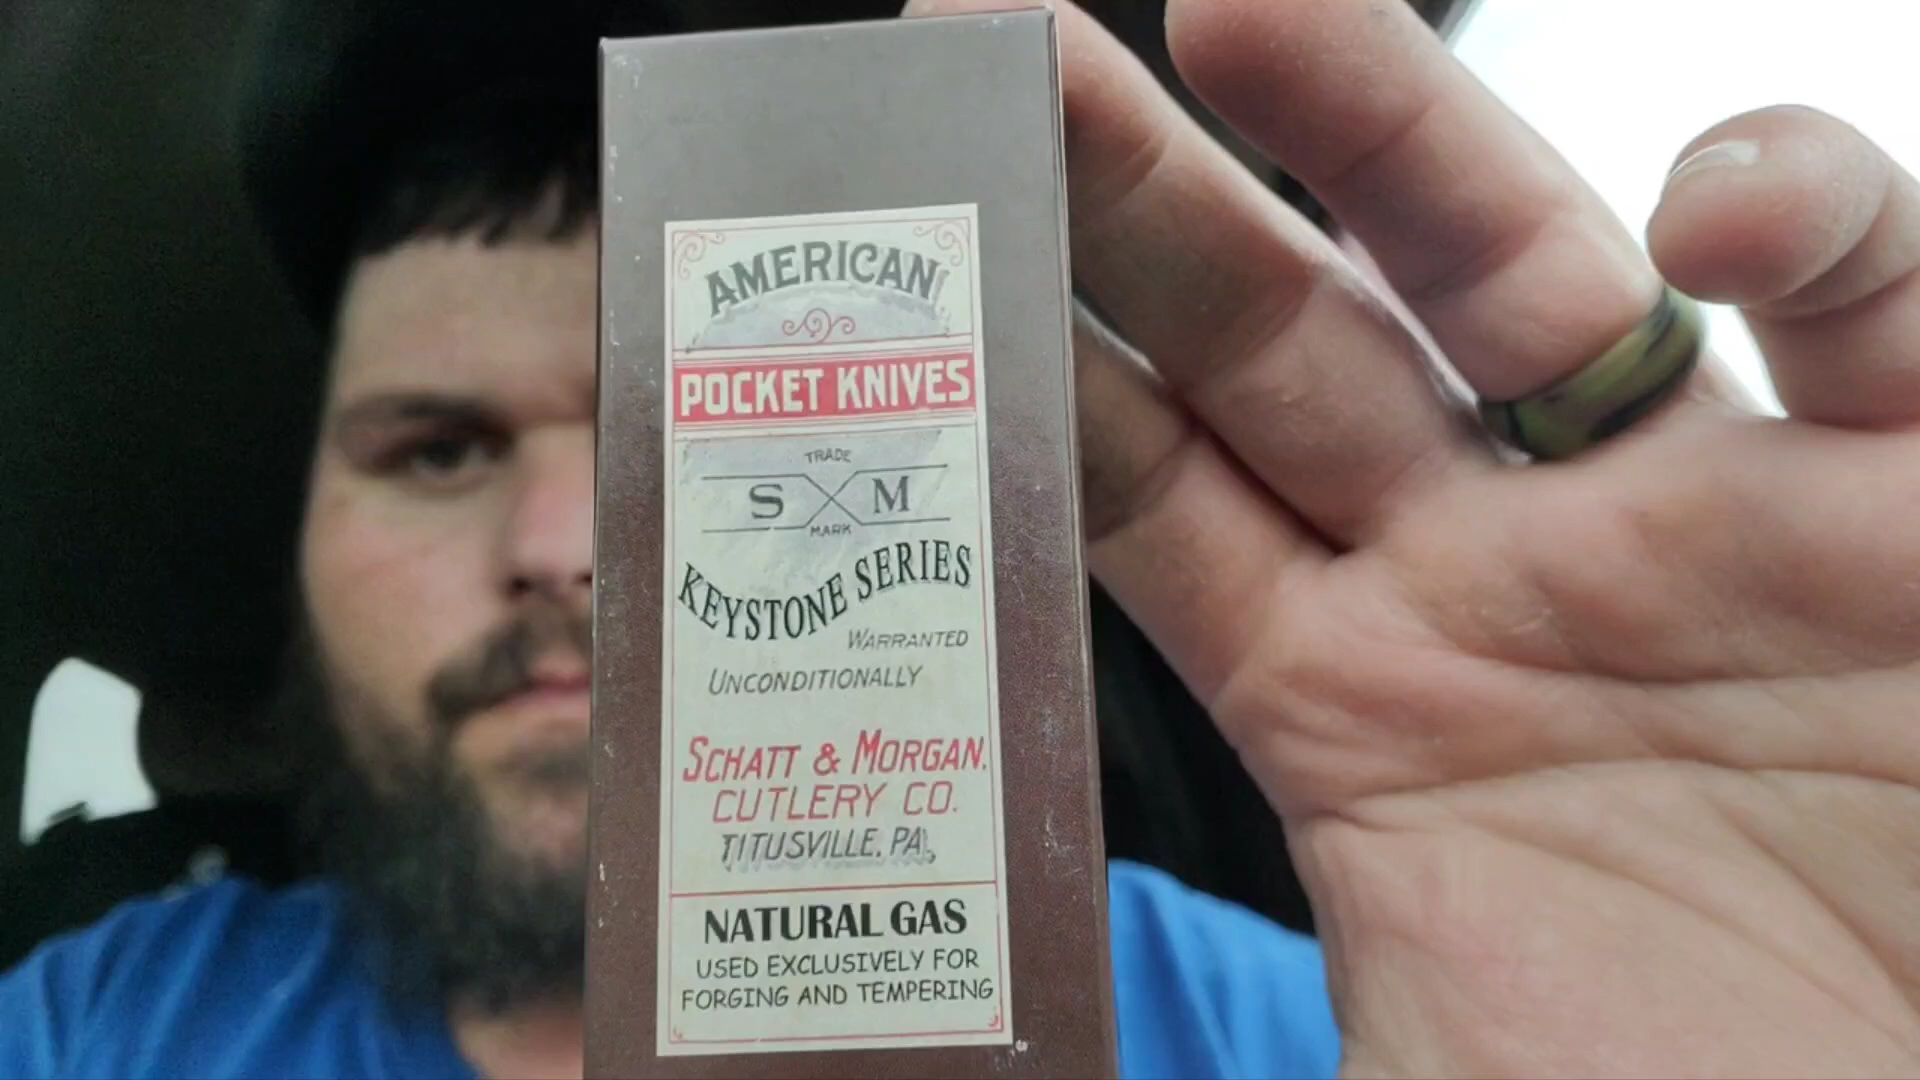 AMERICAN
POCKET KNIVES
TRADE
S M
MARK
KEYSTONE SERIES
WARRANTED
UNCONDITIONALLY
SCHATT & MORGAN.
CUTLERY CO.
TITUSVILLE, PA.
NATURAL GAS
USED EXCLUSIVELY FOR
FORGING AND TEMPERING